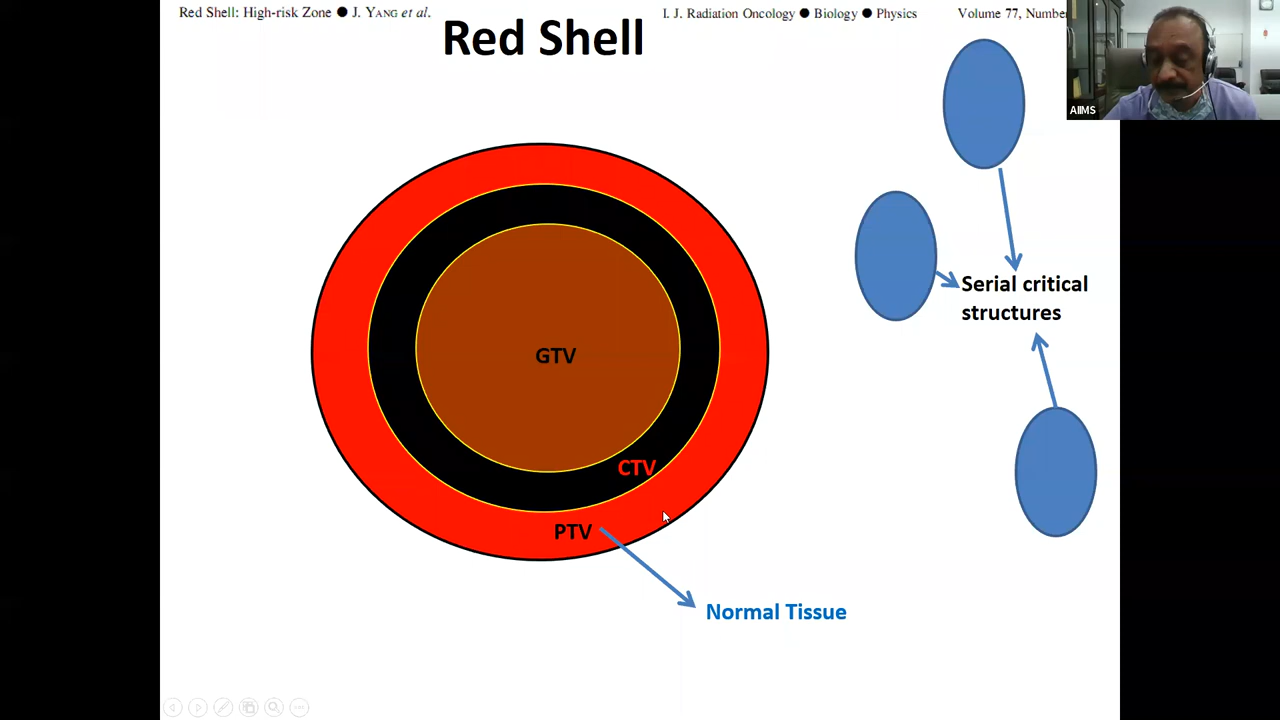 Red Shell: High-risk Zone ● J. YANG et al.
I. J. Radiation Oncology ● Biology ● Physics
Volume 77, Number
Red Shell
AIIMS
Serial critical
structures
GTV
CTV
PTV
Normal Tissue